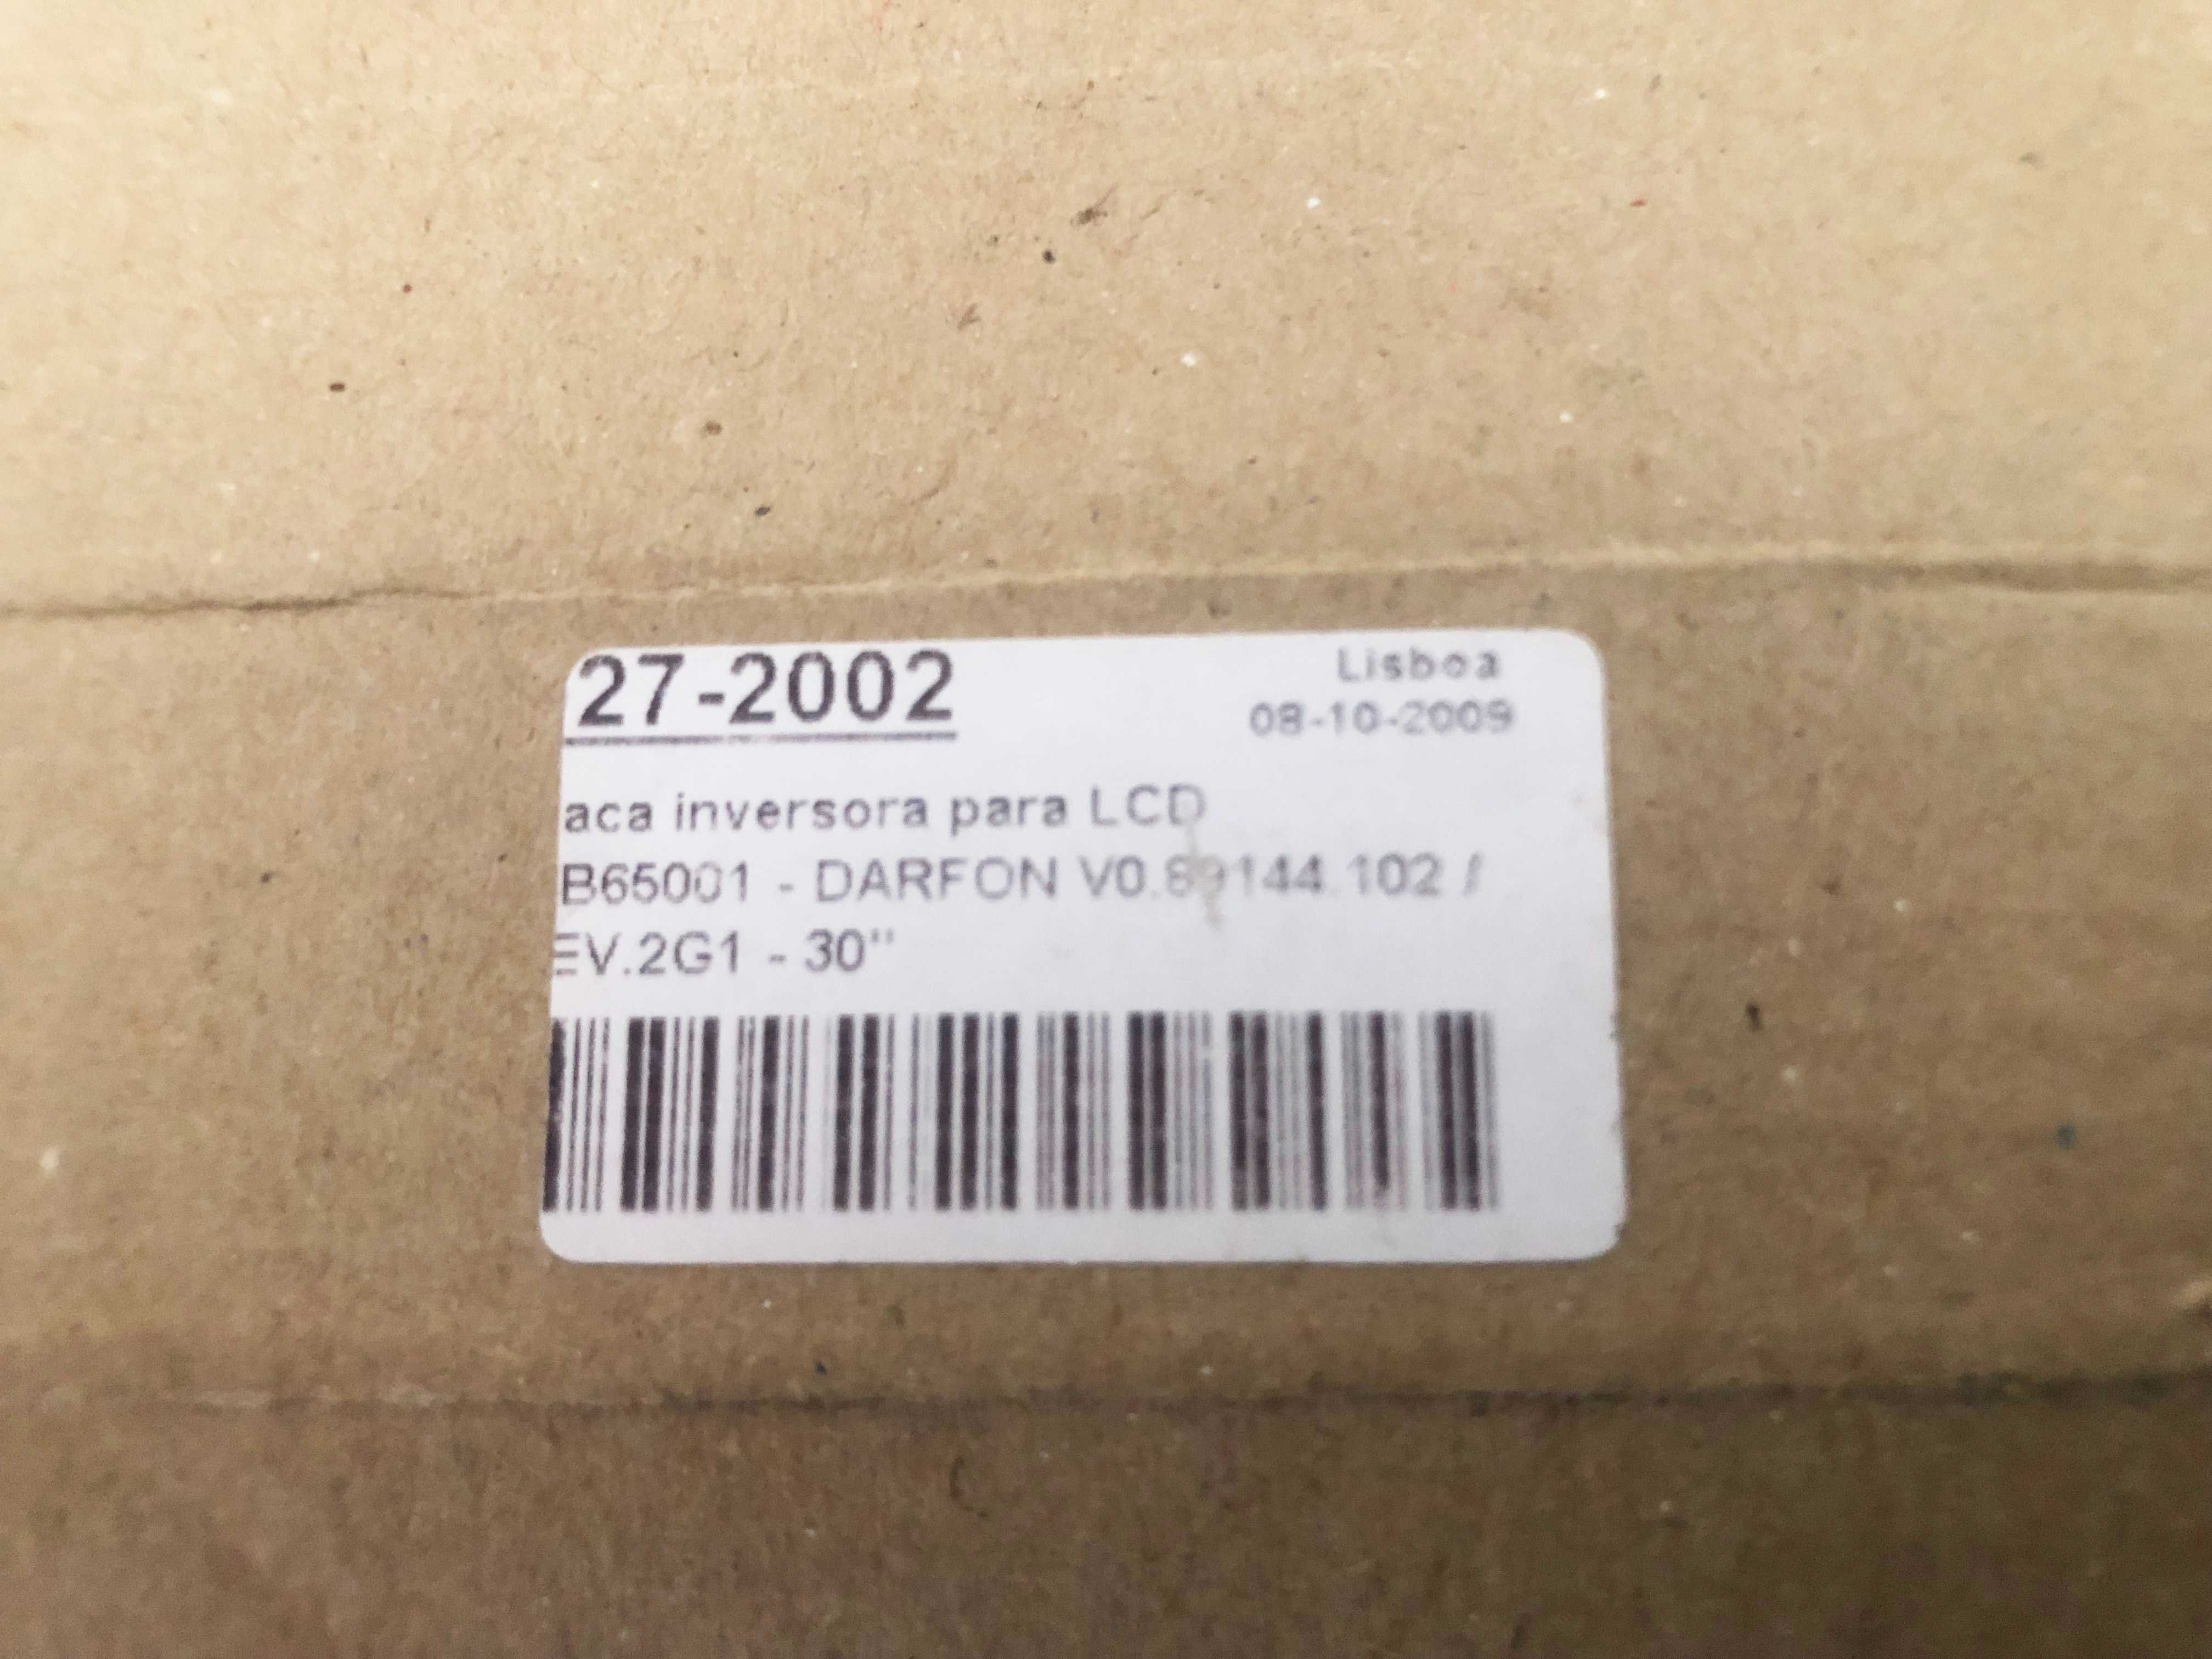 27-2002
Lisboa
08-10-2009
aca inversora para LCD
B65001 - DARFON V0.89144.102 /
EV.2G1 - 30"